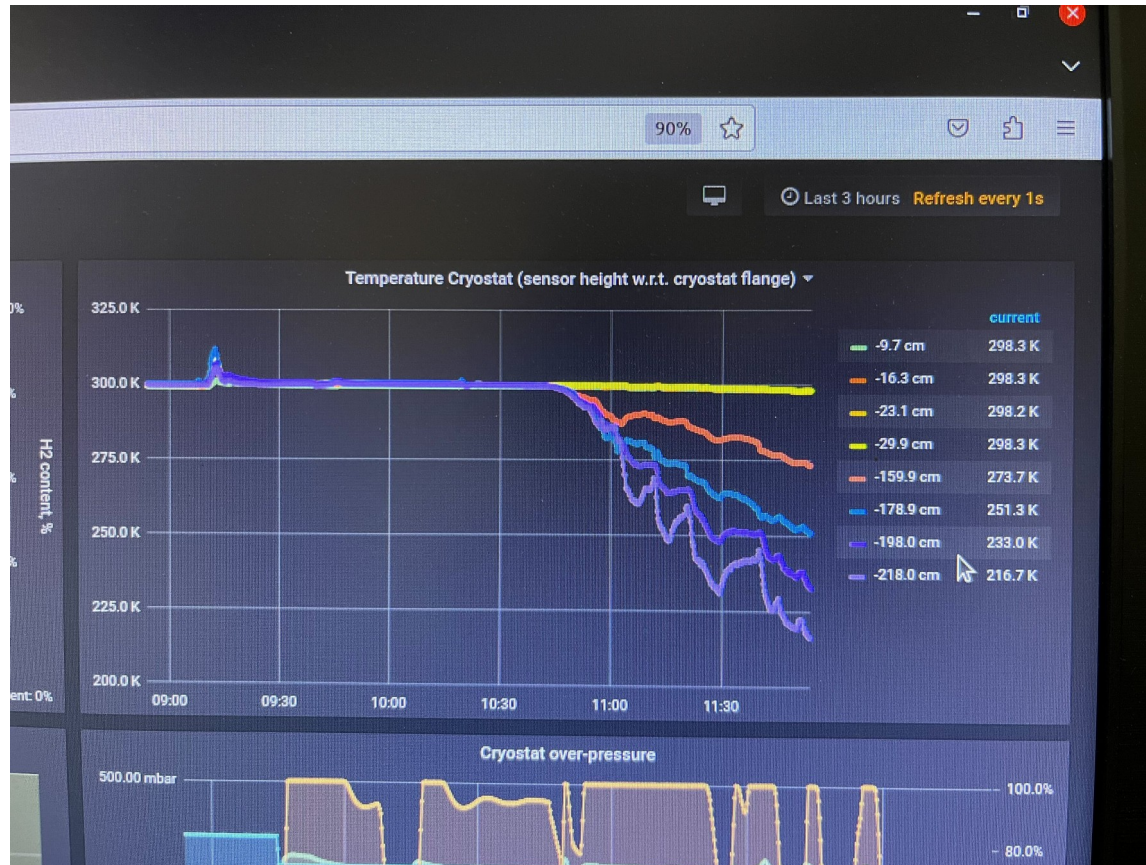 90%
Last 3 hours Refresh every 1s
Temperature Cryostat (sensor height w.r.t. cryostat flange)
0%
H2 content, %
ent: 0%
325.0 K
300.0 K
275.0 K
250.0 K
225.0 K
200.0 K
09:00 09:30 10:00 10:30 11:00 11:30
current
-9.7 cm 298.3 K
-16.3 cm 298.3 K
-23.1 cm 298.2 K
-29.9 cm 298.3 K
-159.9 cm 273.7 K
-178.9 cm 251.3 K
-198.0 cm 233.0 K
-218.0 cm 216.7 K
Cryostat over-pressure
500.00 mbar
100.0%
80.0%